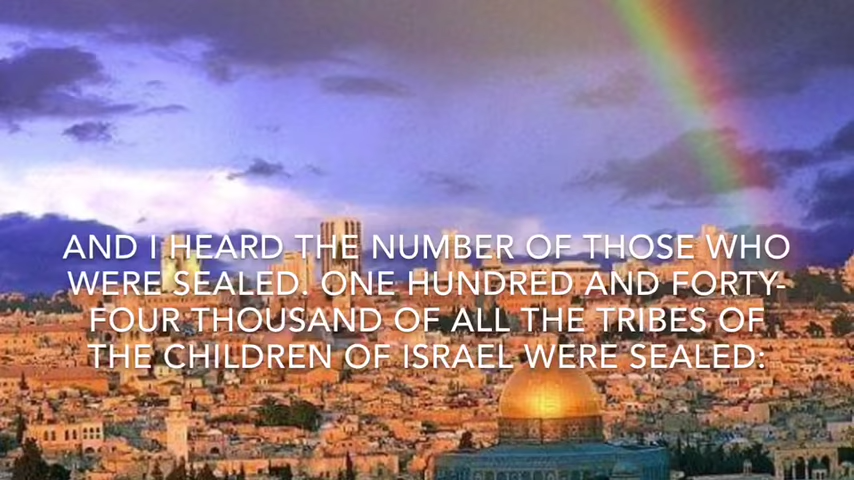 AND I HEARD THE NUMBER OF THOSE WHO
WERE SEALED. ONE HUNDRED AND FORTY-
FOUR THOUSAND OF ALL THE TRIBES OF
THE CHILDREN OF ISRAEL WERE SEALED: